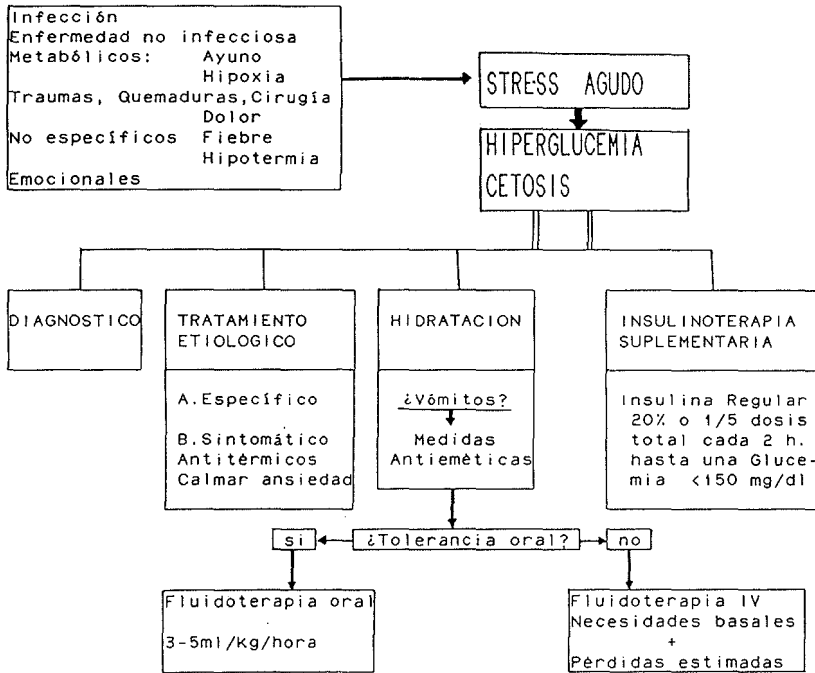 Infección
Enfermedad no infecciosa
Metabólicos: Ayuno
Hipoxia
Traumas, Quemaduras,Cirugía
Dolor
No específicos Fiebre
Hipotermia
Emocionales
STRESS AGUDO
HIPERGLUCEMIA
CETOSIS
DIAGNOSTICO
TRATAMIENTO
ETIOLOGICO
A.Específico
B.Sintomático
Antitérmicos
Calmar ansiedad
HIDRATACION
¿Vómitos?
Medidas
Antieméticas
INSULINOTERAPIA
SUPLEMENTARIA
Insulina Regular
20% o 1/5 dosis
total cada 2 h.
hasta una Gluce-
mia <150 mg/dl
si
¿Tolerancia oral?
no
Fluidoterapia oral
3-5ml/Kg/hora
Fluidoterapia IV
Necesidades basales
+
Pérdidas estimadas